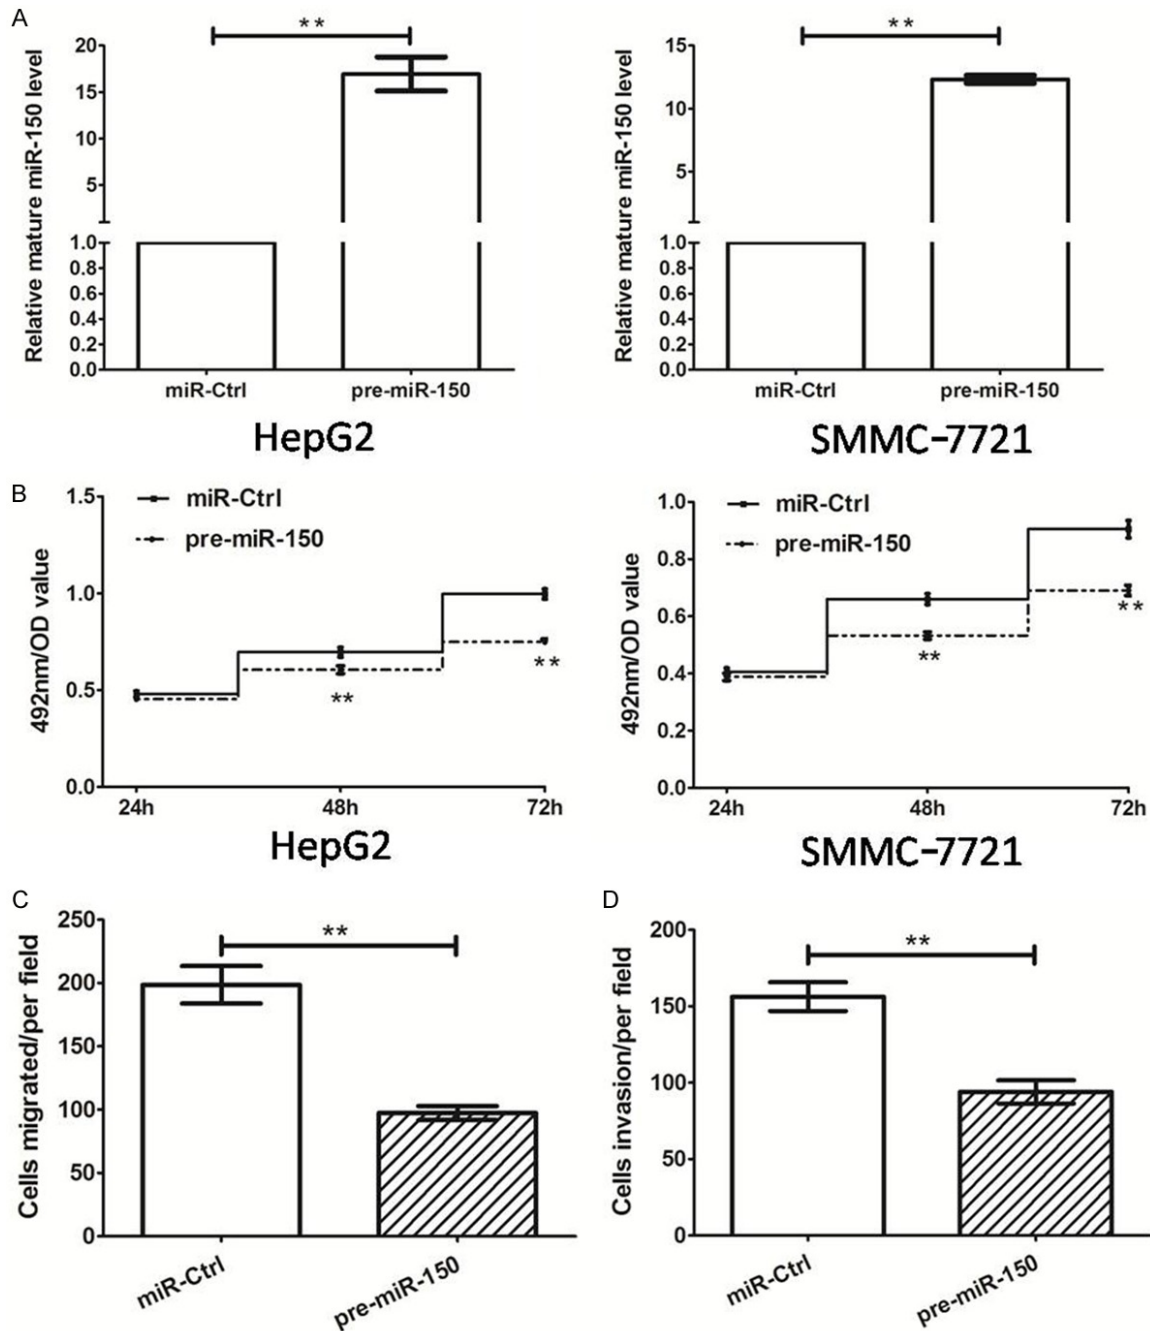 A
**
20
15
10
5
1.0
0.8
0.6
0.4
0.2
0.0
Relative mature miR-150 level
miR-Ctrl pre-miR-150
HepG2
**
15
10
5
1.0
0.8
0.6
0.4
0.2
0.0
Relative mature miR-150 level
miR-Ctrl pre-miR-150
SMMC-7721
B
1.5
1.0
0.5
0.0
492nm/OD value
miR-Ctrl
pre-miR-150
**
**
24h 48h 72h
HepG2
1.0
0.8
0.6
0.4
0.2
0.0
492nm/OD value
miR-Ctrl
pre-miR-150
**
**
24h 48h 72h
SMMC-7721
C
250
200
150
100
50
0
Cells migrated/per field
**
miR-Ctrl
pre-miR-150
D
200
150
100
50
0
Cells invasion/per field
**
miR-Ctrl
pre-miR-150